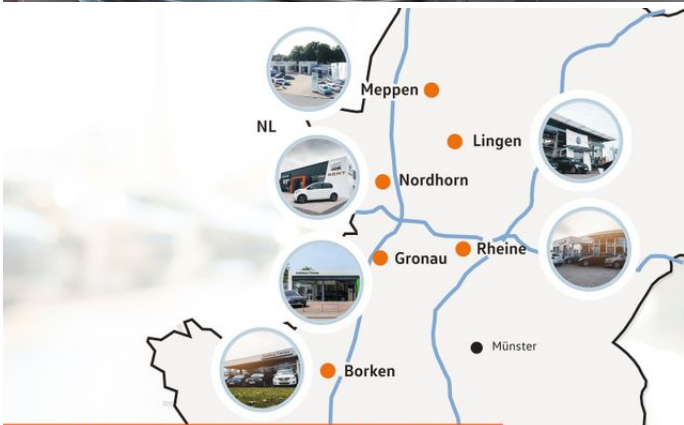 Meppen
NL
Lingen
Nordhorn
Gronau
Rheine
Münster
Borken